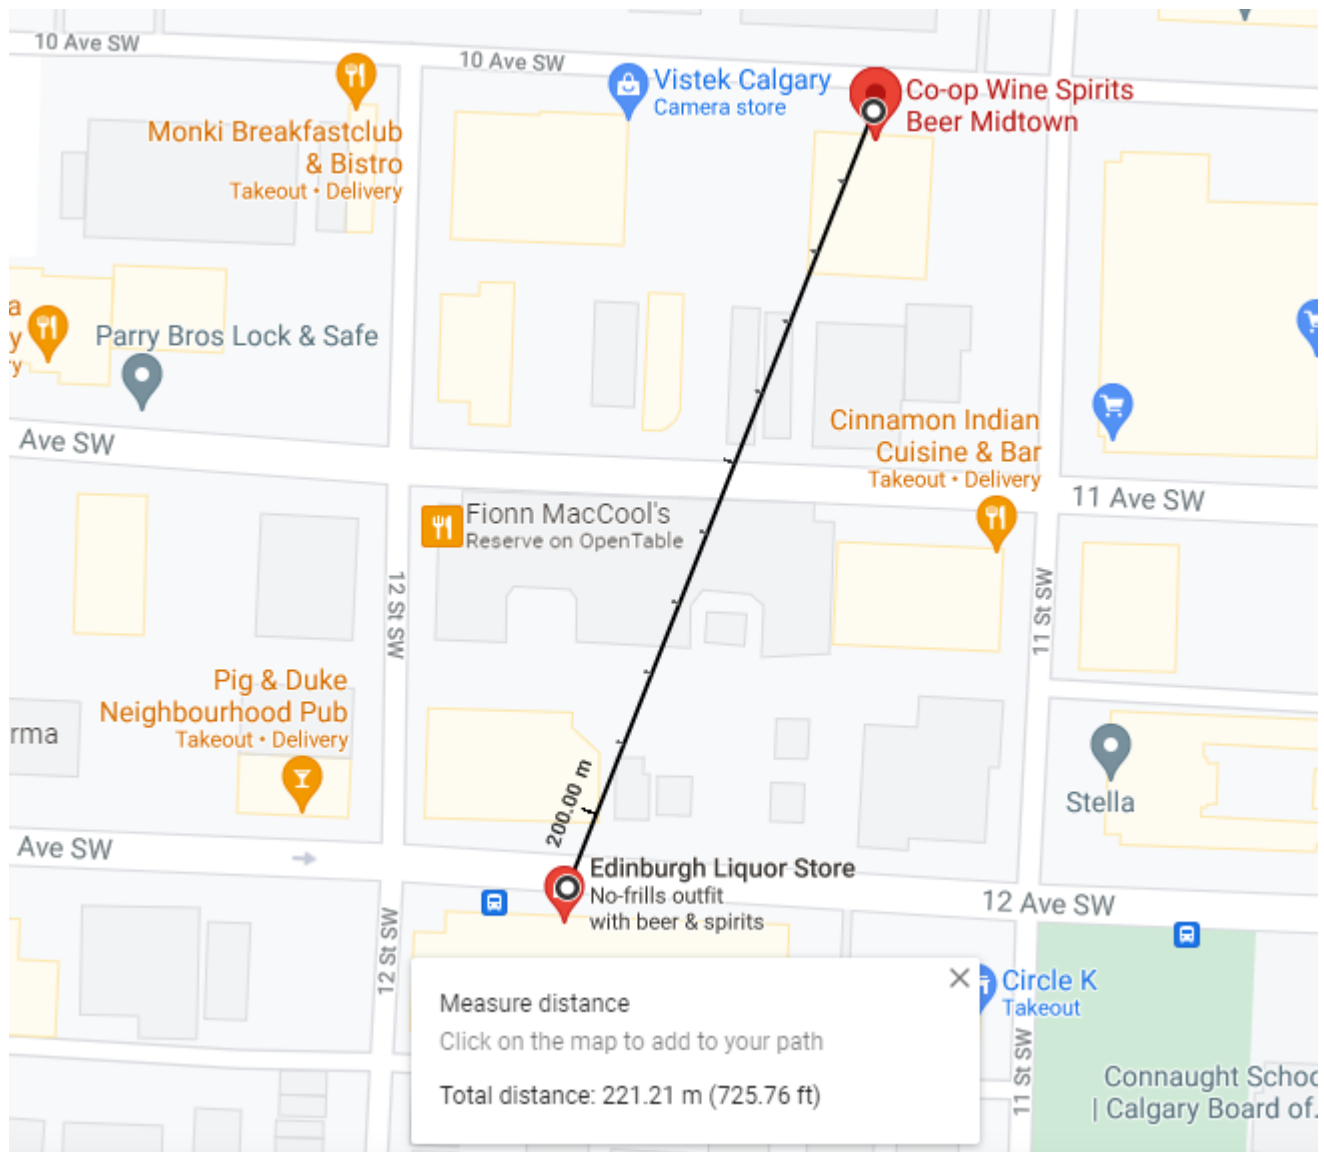 10 Ave SW
10 Ave SW
Vistek Calgary
Camera store
Co-op Wine Spirits
Beer Midtown
Monki Breakfastclub
& Bistro
Takeout • Delivery
a
y
ry
Parry Bros Lock & Safe
Ave SW
Cinnamon Indian
Cuisine & Bar
Takeout • Delivery
11 Ave SW
Fionn MacCool's
Reserve on OpenTable
12 St SW
11 St SW
Pig & Duke
Neighbourhood Pub
Takeout • Delivery
rma
200.00 m
Stella
Ave SW
Edinburgh Liquor Store
No-frills outfit
with beer & spirits
12 Ave SW
12 St SW
Circle K
Takeout
11 St SW
Connaught Schoo
| Calgary Board of.
Measure distance
Click on the map to add to your path
Total distance: 221.21 m (725.76 ft)